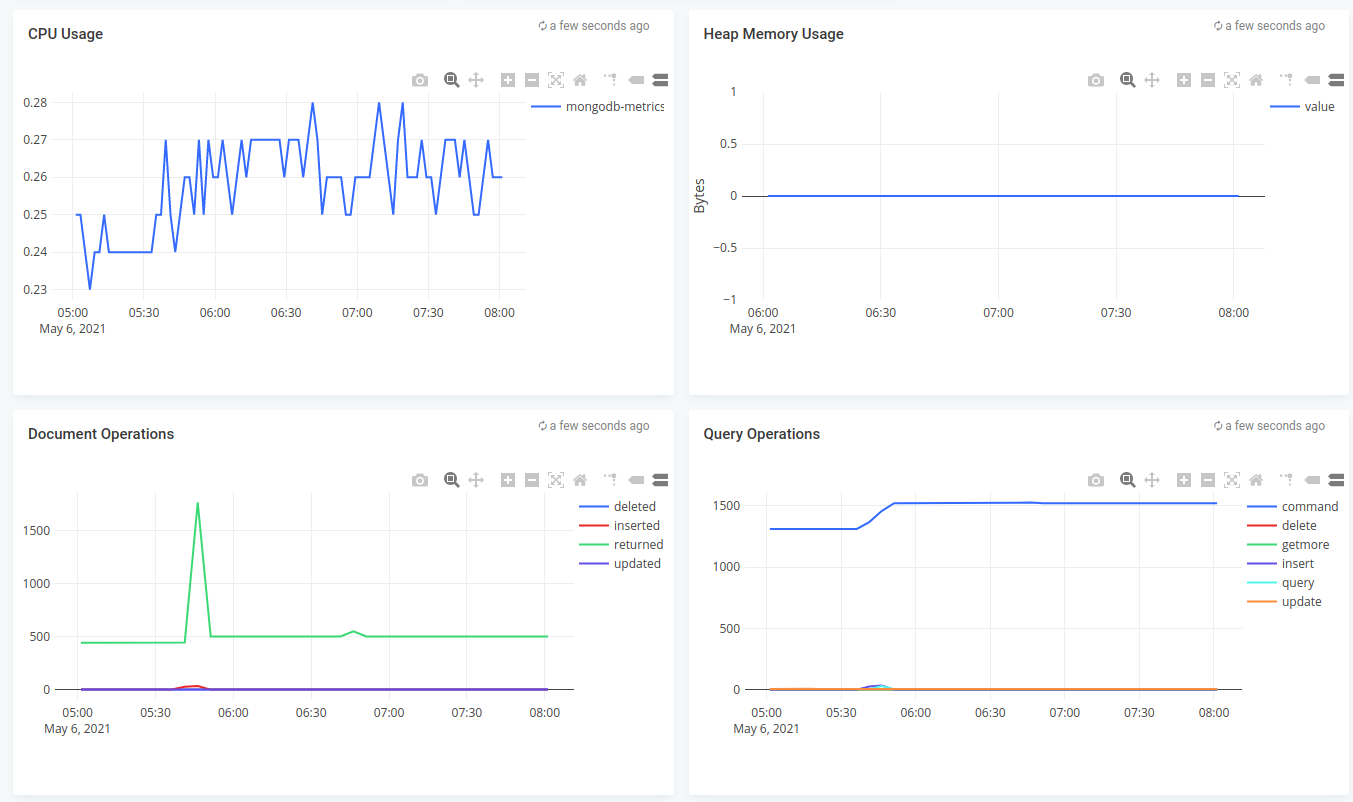 CPU Usage
a few seconds ago
mongodb-metrics
0.28
0.27
0.26
0.25
0.24
0.23
05:00 05:30 06:00 06:30 07:00 07:30 08:00
May 6, 2021
Heap Memory Usage
a few seconds ago
value
Bytes
1
0.5
0
−0.5
−1
06:00 06:30 07:00 07:30 08:00
May 6, 2021
Document Operations
a few seconds ago
deleted
inserted
returned
updated
1500
1000
500
0
05:00 05:30 06:00 06:30 07:00 07:30 08:00
May 6, 2021
Query Operations
a few seconds ago
command
delete
getmore
insert
query
update
1500
1000
500
0
05:00 05:30 06:00 06:30 07:00 07:30 08:00
May 6, 2021